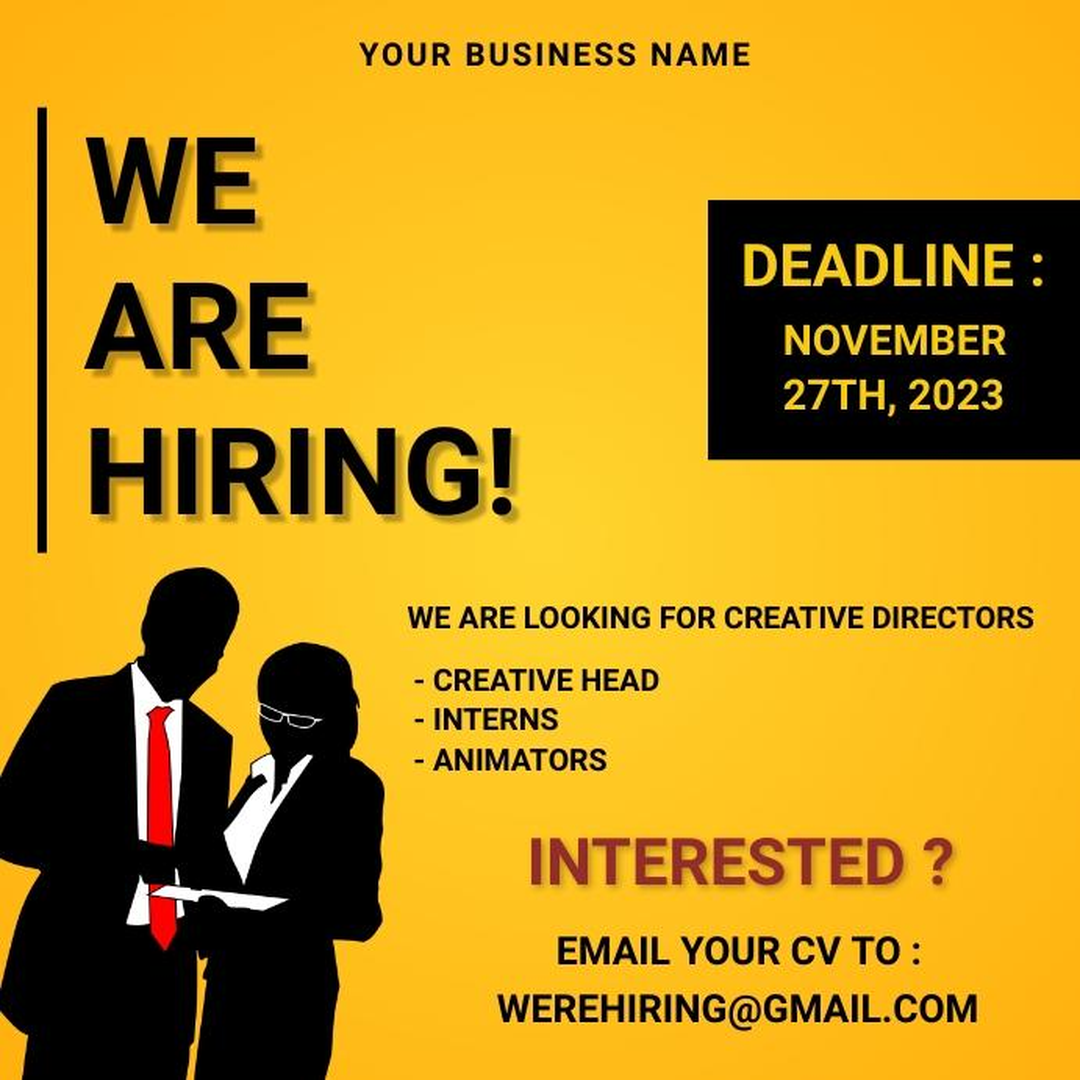 YOUR BUSINESS NAME
WE
ARE
HIRING!
DEADLINE :
NOVEMBER
27TH, 2023
WE ARE LOOKING FOR CREATIVE DIRECTORS
- CREATIVE HEAD
- INTERNS
- ANIMATORS
INTERESTED ?
EMAIL YOUR CV TO :
WEREHIRING@GMAIL.COM